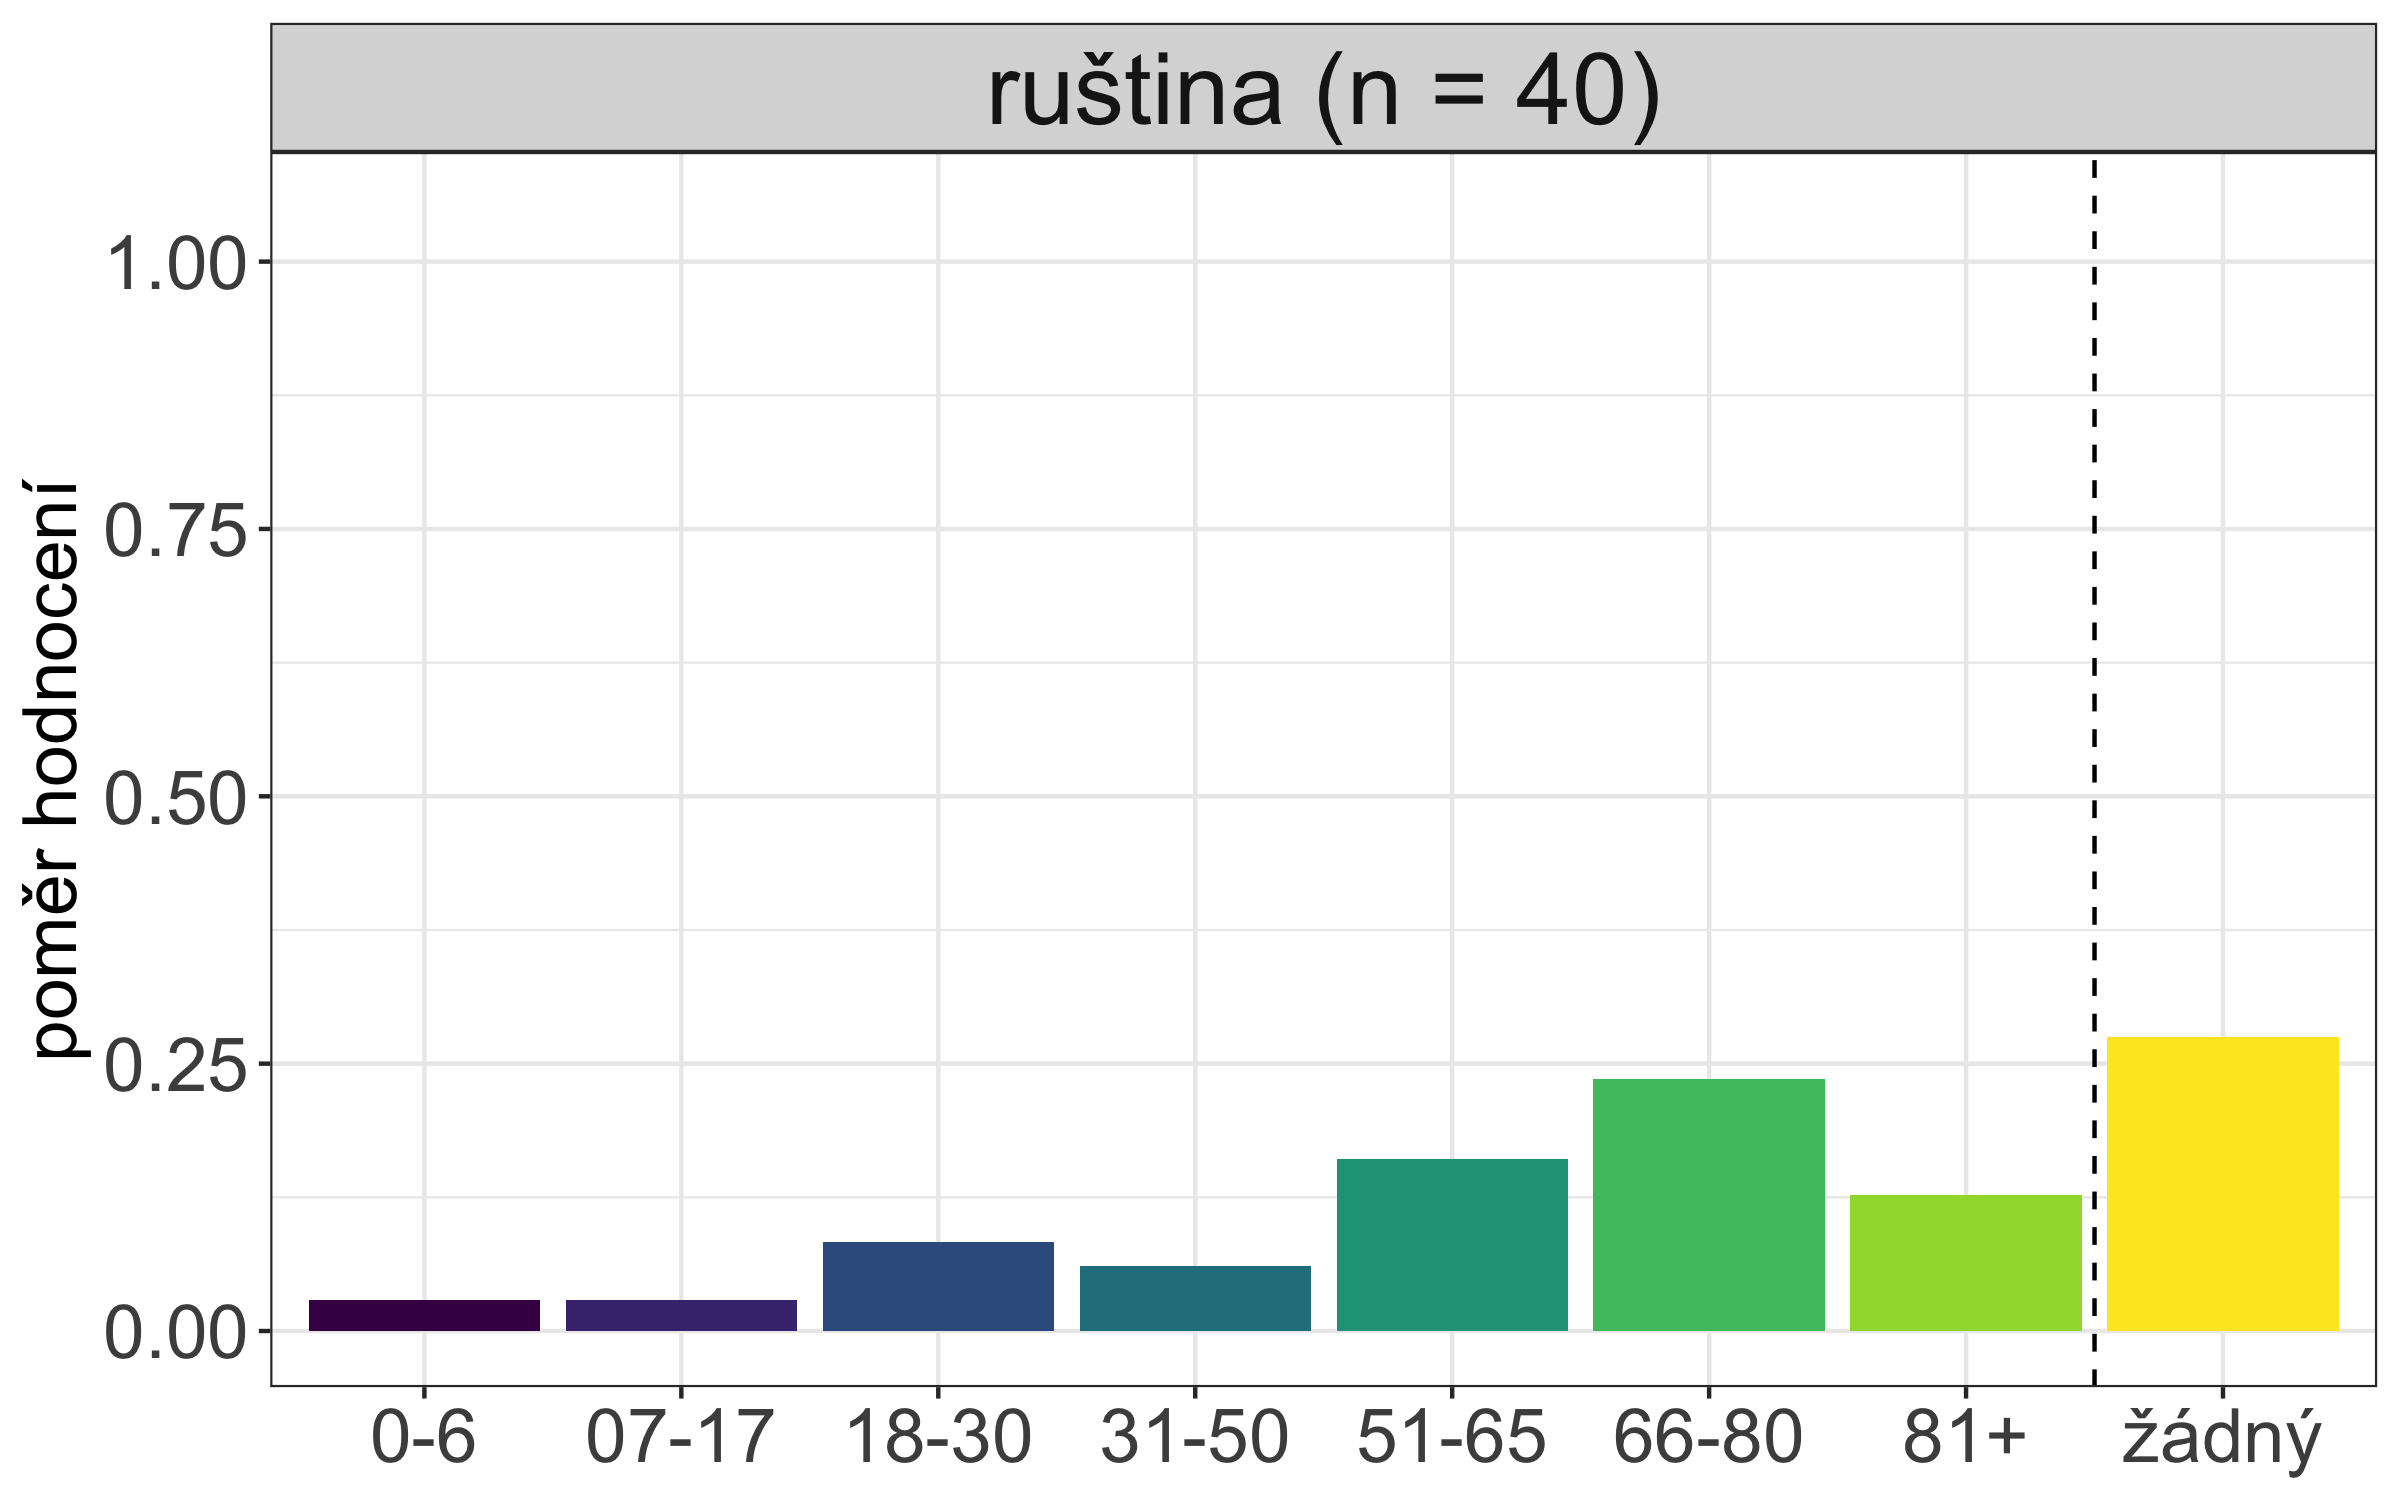 ruština (n = 40)
poměr hodnocení
1.00
0.75
0.50
0.25
0.00
0-6 07-17 18-30 31-50 51-65 66-80 81+ žádný